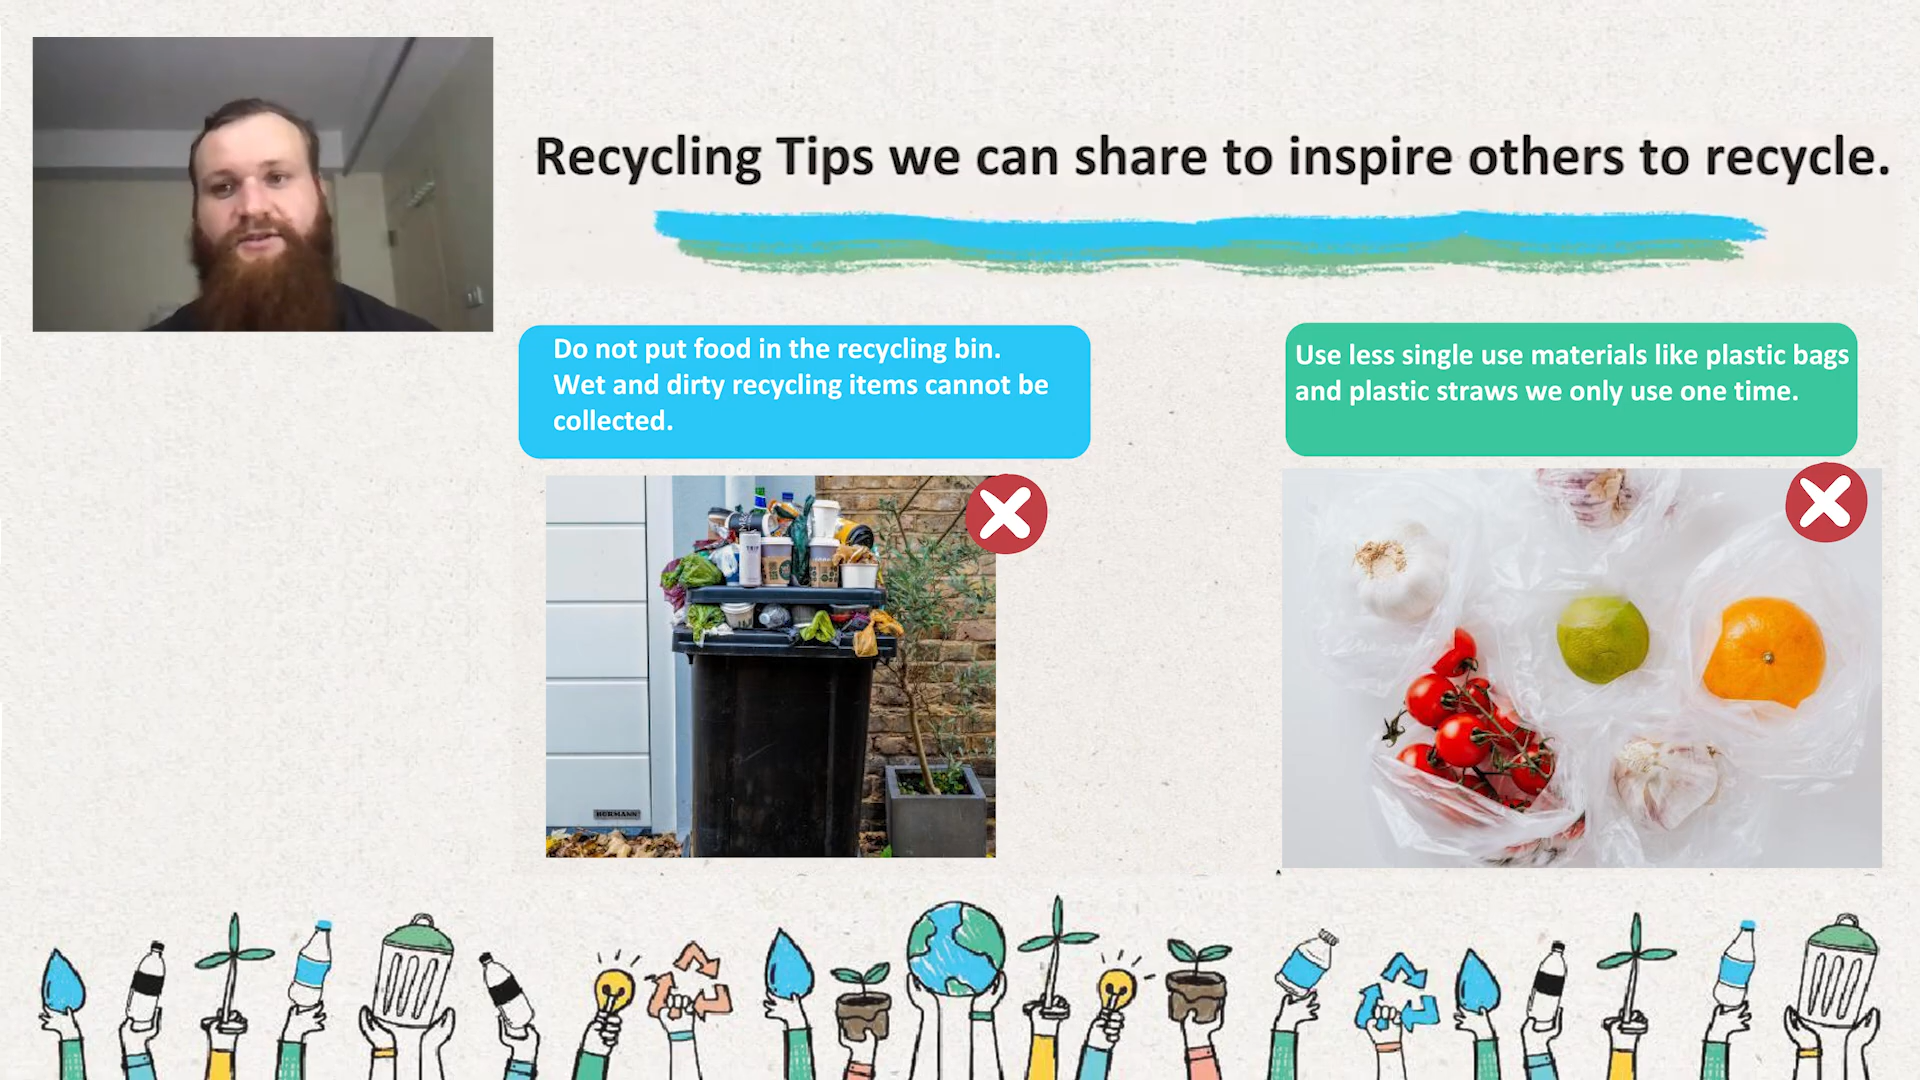 Recycling Tips we can share to inspire others to recycle.
Do not put food in the recycling bin.
Wet and dirty recycling items cannot be
collected.
Use less single use materials like plastic bags
and plastic straws we only use one time.
HÖRMANN